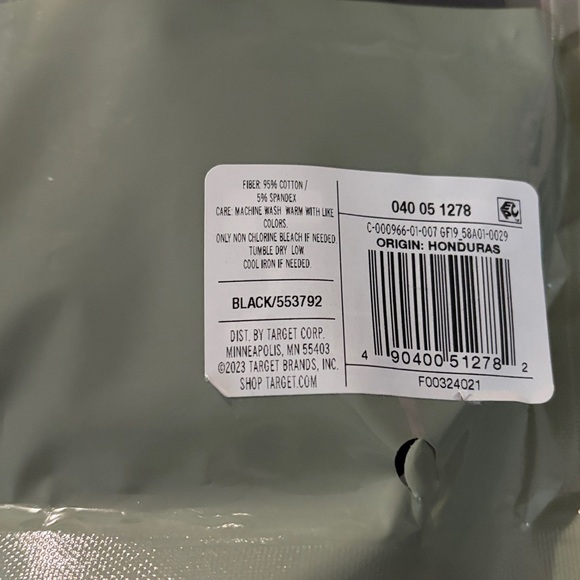 FIBER: 95% COTTON /
5% SPANDEX
CARE: MACHINE WASH WARM WITH LIKE
COLORS.
ONLY NON CHLORINE BLEACH IF NEEDED.
TUMBLE DRY LOW.
COOL IRON IF NEEDED.
BLACK/553792
DIST. BY TARGET CORP.
MINNEAPOLIS, MN 55403
©2023 TARGET BRANDS, INC.
SHOP TARGET.COM
040 05 1278
C-000966-01-007 GF19_58A01-0029
ORIGIN: HONDURAS
4 90400 51278 2
F00324021